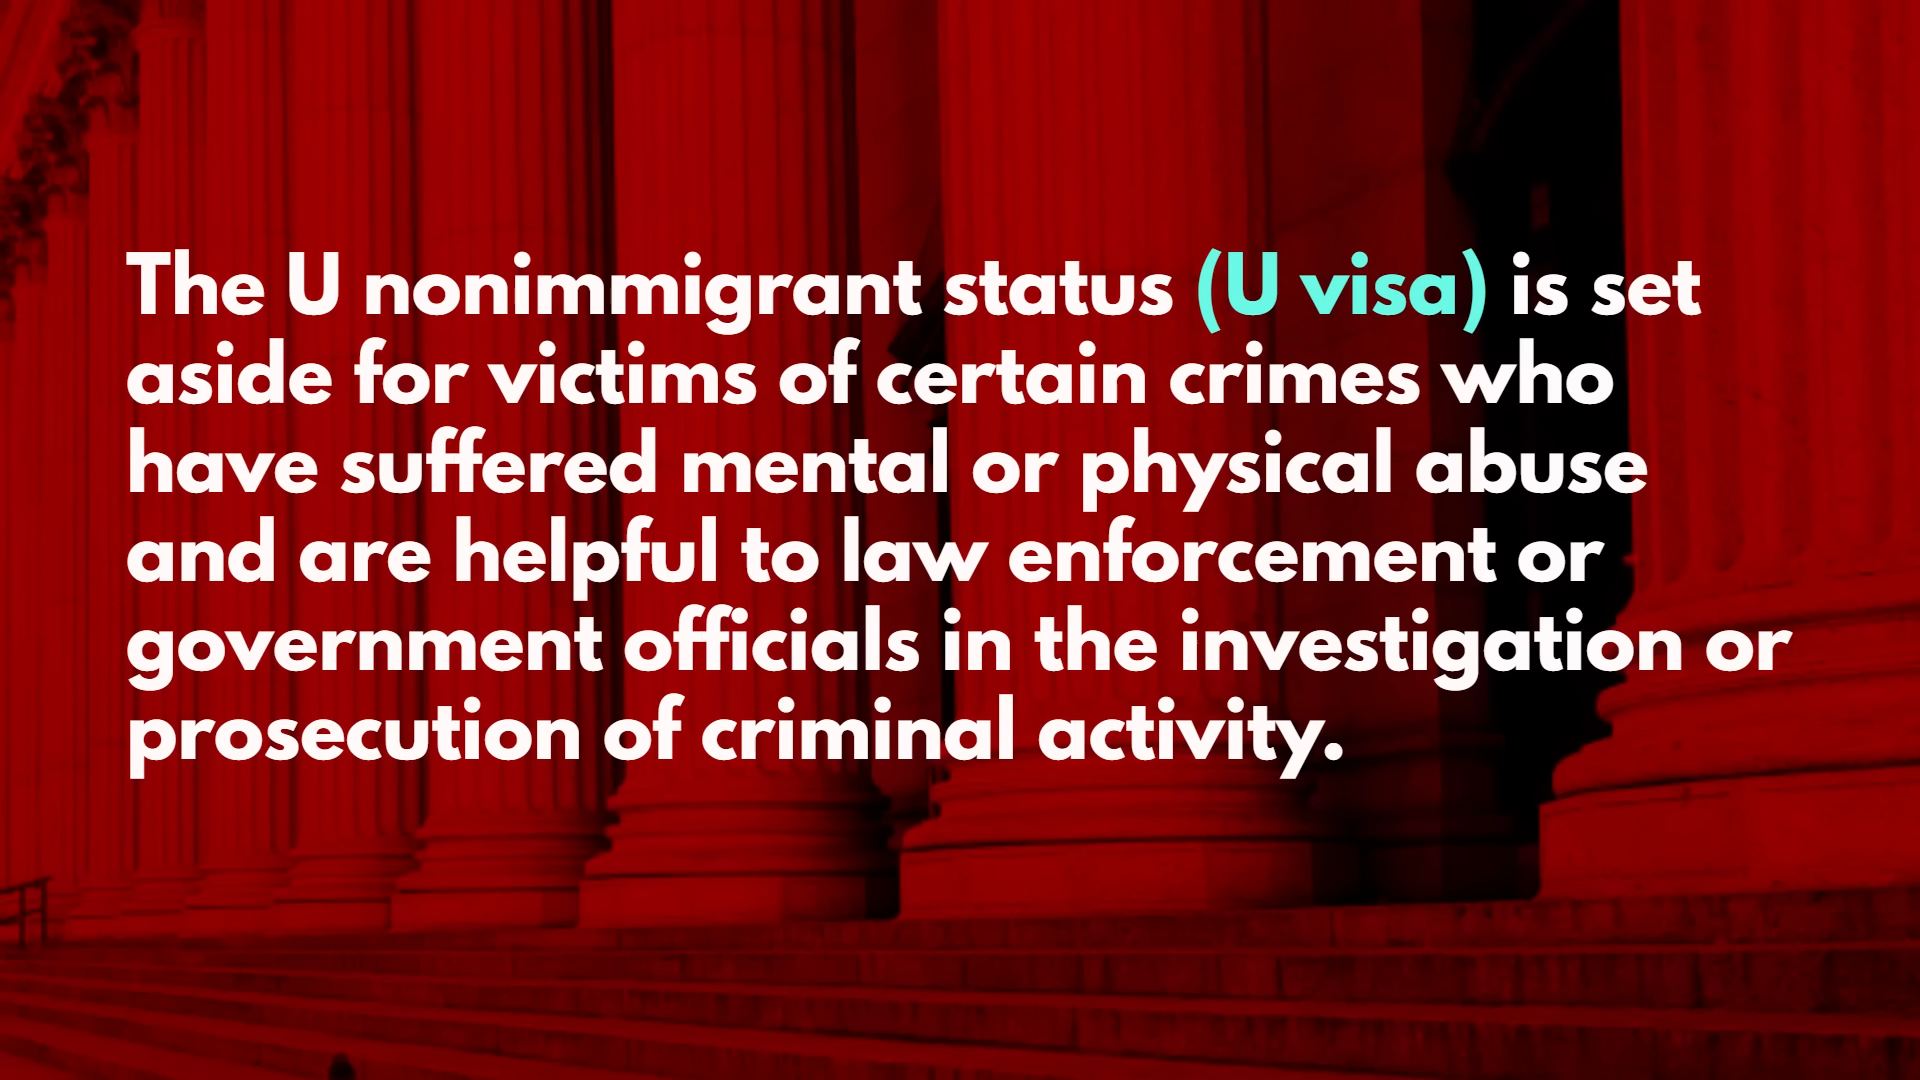 The U nonimmigrant status (U visa) is set
aside for victims of certain crimes who
have suffered mental or physical abuse
and are helpful to law enforcement or
government officials in the investigation or
prosecution of criminal activity.